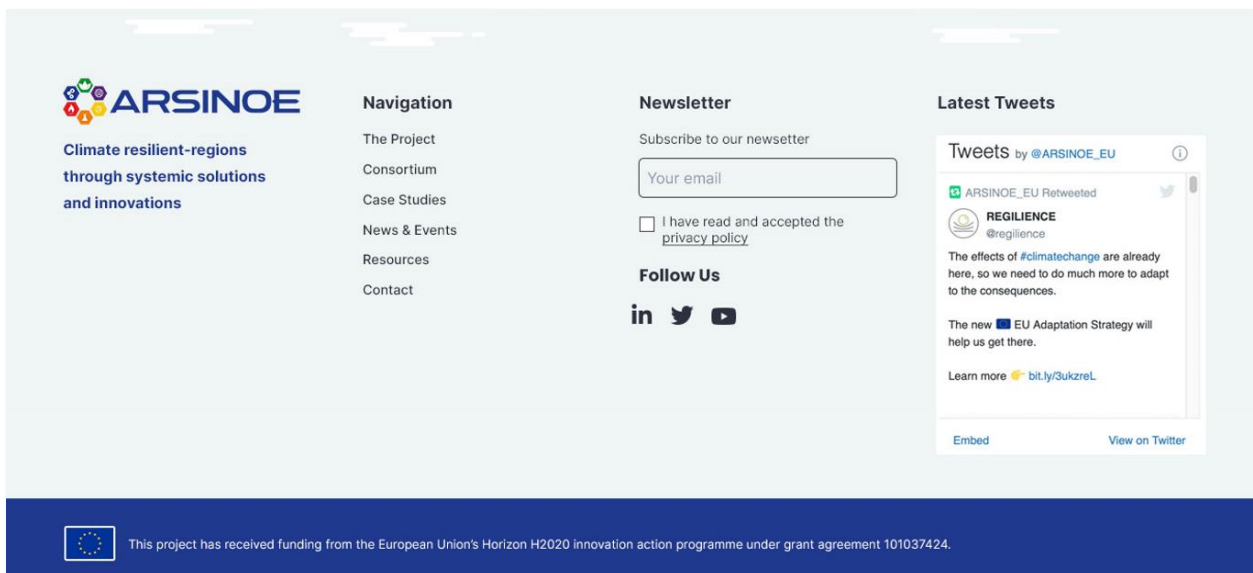 ARSINOE
Climate resilient-regions
through systemic solutions
and innovations
Navigation
The Project
Consortium
Case Studies
News & Events
Resources
Contact
Newsletter
Subscribe to our newsetter
Your email
I have read and accepted the
privacy policy
Follow Us
in
Latest Tweets
Tweets by @ARSINOE_EU
ARSINOE_EU Retweeted
REGILIENCE
@regilience
The effects of #climatechange are already
here, so we need to do much more to adapt
to the consequences.
The new 🇪🇺 EU Adaptation Strategy will
help us get there.
Learn more 👉 bit.ly/3ukzreL
Embed
View on Twitter
This project has received funding from the European Union's Horizon H2020 innovation action programme under grant agreement 101037424.